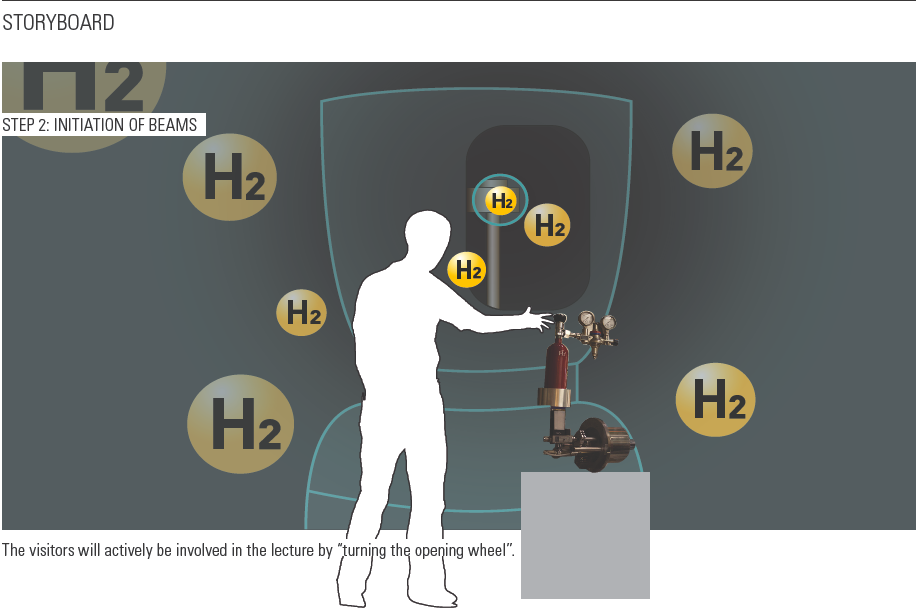 STORYBOARD
H2
STEP 2: INITIATION OF BEAMS
H2
H2
H2
H2
H2
H2
H2
H2
The visitors will actively be involved in the lecture by “turning the opening wheel”.